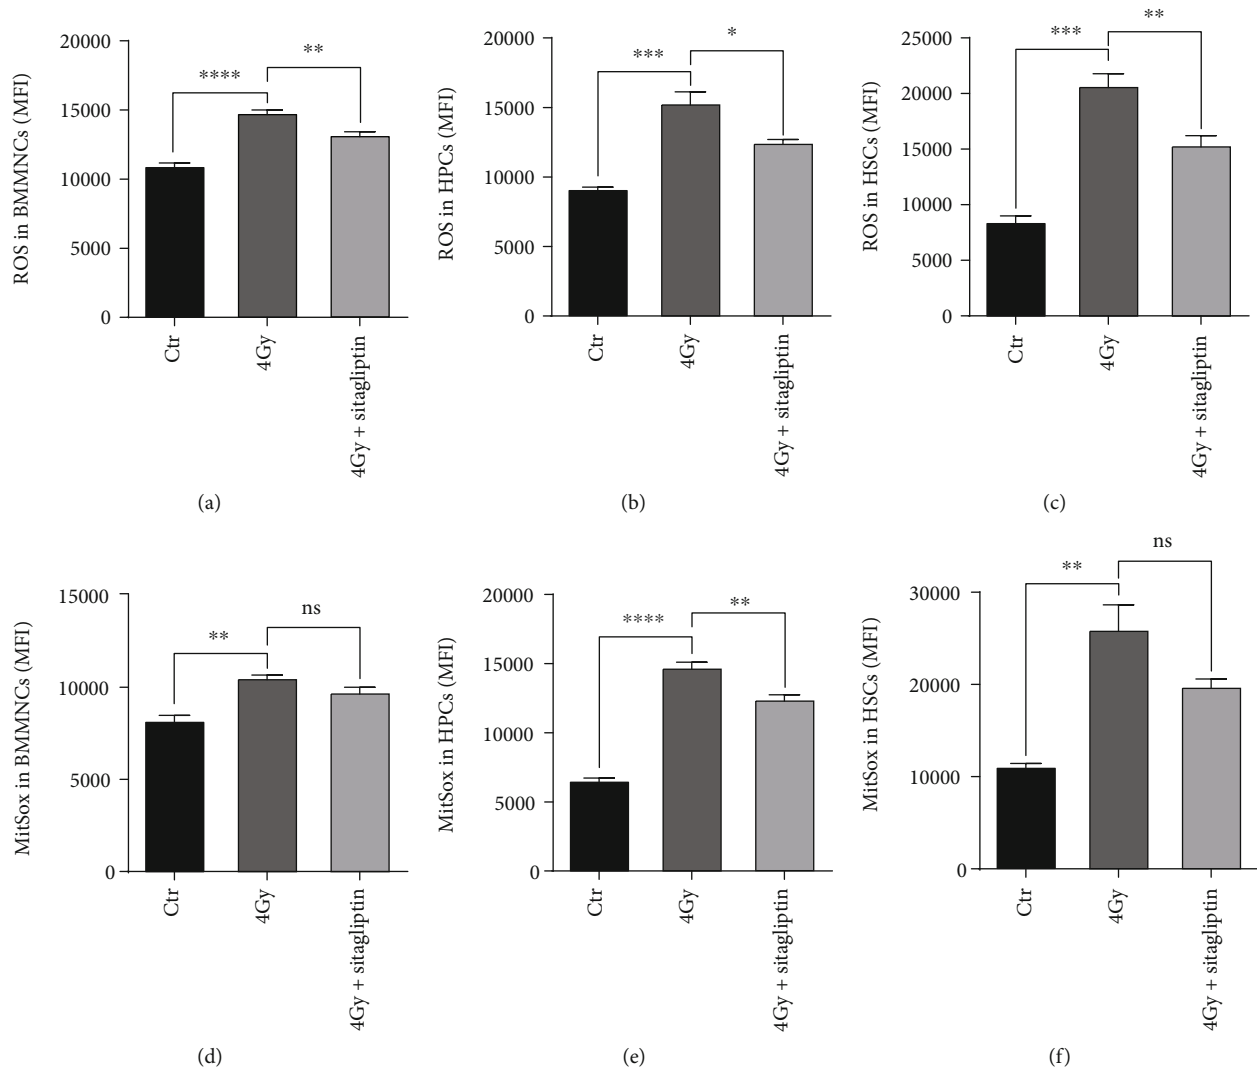 ROS in BMMNCs (MFI)
20000
15000
10000
5000
0
****
**
Ctr
4Gy
4Gy + sitagliptin
(a)
ROS in HPCs (MFI)
20000
15000
10000
5000
0
***
*
Ctr
4Gy
4Gy + sitagliptin
(b)
ROS in HSCs (MFI)
25000
20000
15000
10000
5000
0
***
**
Ctr
4Gy
4Gy + sitagliptin
(c)
MitSox in BMMNCs (MFI)
15000
10000
5000
0
**
ns
Ctr
4Gy
4Gy + sitagliptin
(d)
MitSox in HPCs (MFI)
20000
15000
10000
5000
0
****
**
Ctr
4Gy
4Gy + sitagliptin
(e)
MitSox in HSCs (MFI)
30000
20000
10000
0
**
ns
Ctr
4Gy
4Gy + sitagliptin
(f)